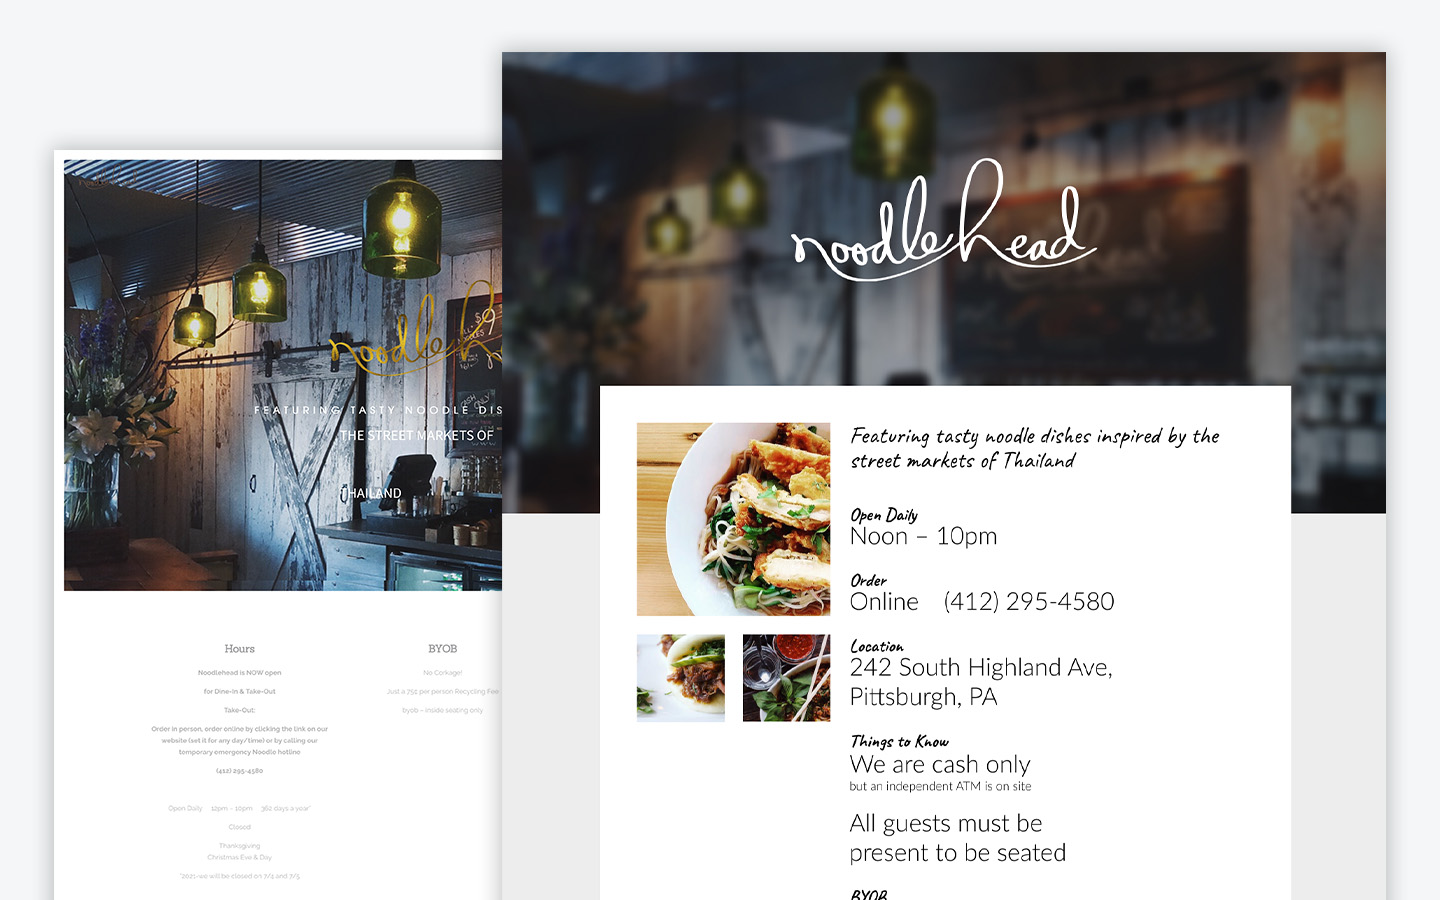 noodlehead
FEATURING TASTY NOODLE DIS
THE STREET MARKETS OF
THAILAND
Hours
Noodlehead is NOW open
for Dine-In & Take-Out
Take-Out:
Order in person, order online by clicking the link on our
website (set it for any day/time) or by calling our
temporary emergency Noodle hotline
(412) 295-4580
Open Daily 12pm – 10pm 362 days a year*
Closed
Thanksgiving
Christmas Eve & Day
*2021-we will be closed on 7/4 and 7/5
BYOB
No Corkage!
Just a 75¢ per person Recycling Fee
byob – inside seating only
noodlehead
Featuring tasty noodle dishes inspired by the
street markets of Thailand
Open Daily
Noon – 10pm
Order
Online (412) 295-4580
Location
242 South Highland Ave,
Pittsburgh, PA
Things to Know
We are cash only
but an independent ATM is on site
All guests must be
present to be seated
BYOB